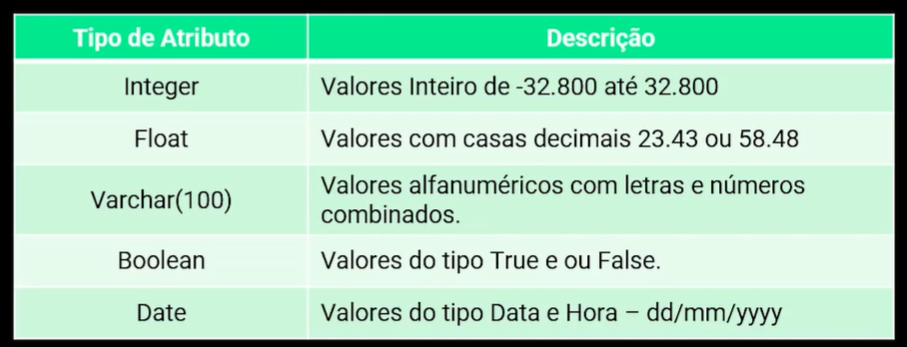 Tipo de Atributo Descrição
Integer Valores Inteiro de -32.800 até 32.800
Float Valores com casas decimais 23.43 ou 58.48
Varchar(100) Valores alfanuméricos com letras e números
combinados.
Boolean Valores do tipo True e ou False.
Date Valores do tipo Data e Hora – dd/mm/yyyy